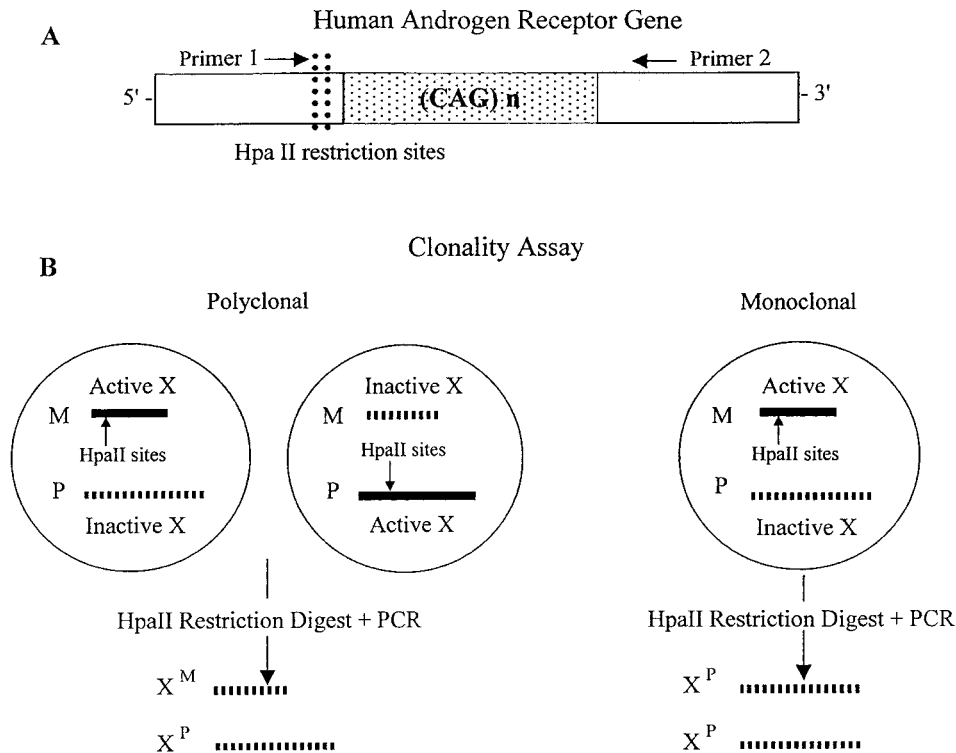 Human Androgen Receptor Gene
A
Primer 1
Primer 2
5' -
(CAG) n
- 3'
Hpa II restriction sites
Clonality Assay
B
Polyclonal
Monoclonal
Active X
M
HpaII sites
P
Inactive X
Inactive X
M
HpaII sites
P
Active X
Active X
M
HpaII sites
P
Inactive X
HpaII Restriction Digest + PCR
HpaII Restriction Digest + PCR
X M
X P
X P
X P